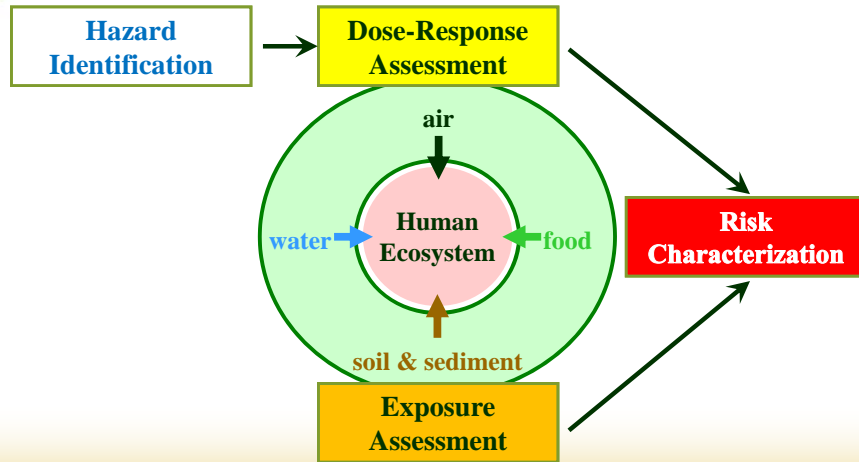 Hazard
Identification
Dose-Response
Assessment
air
water
Human
Ecosystem
food
Risk
Characterization
soil & sediment
Exposure
Assessment